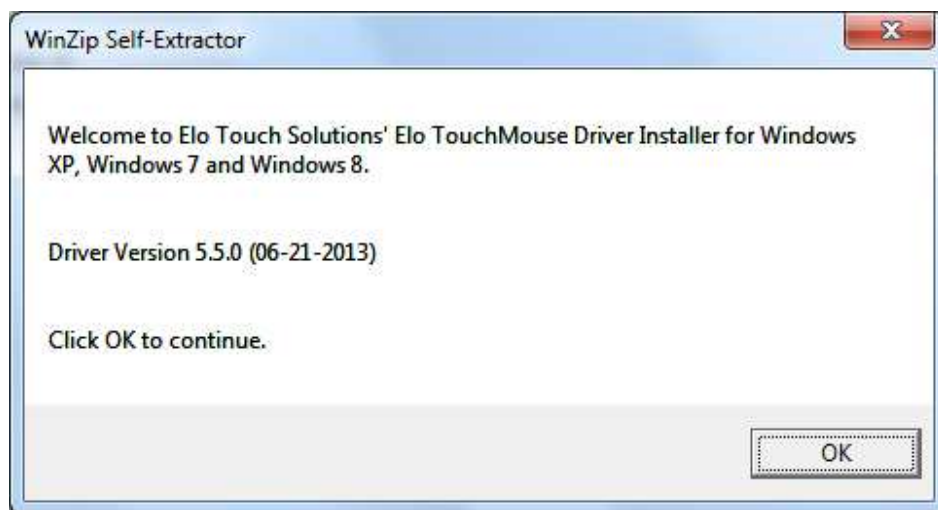 WinZip Self-Extractor
Welcome to Elo Touch Solutions' Elo TouchMouse Driver Installer for Windows
XP, Windows 7 and Windows 8.
Driver Version 5.5.0 (06-21-2013)
Click OK to continue.
OK